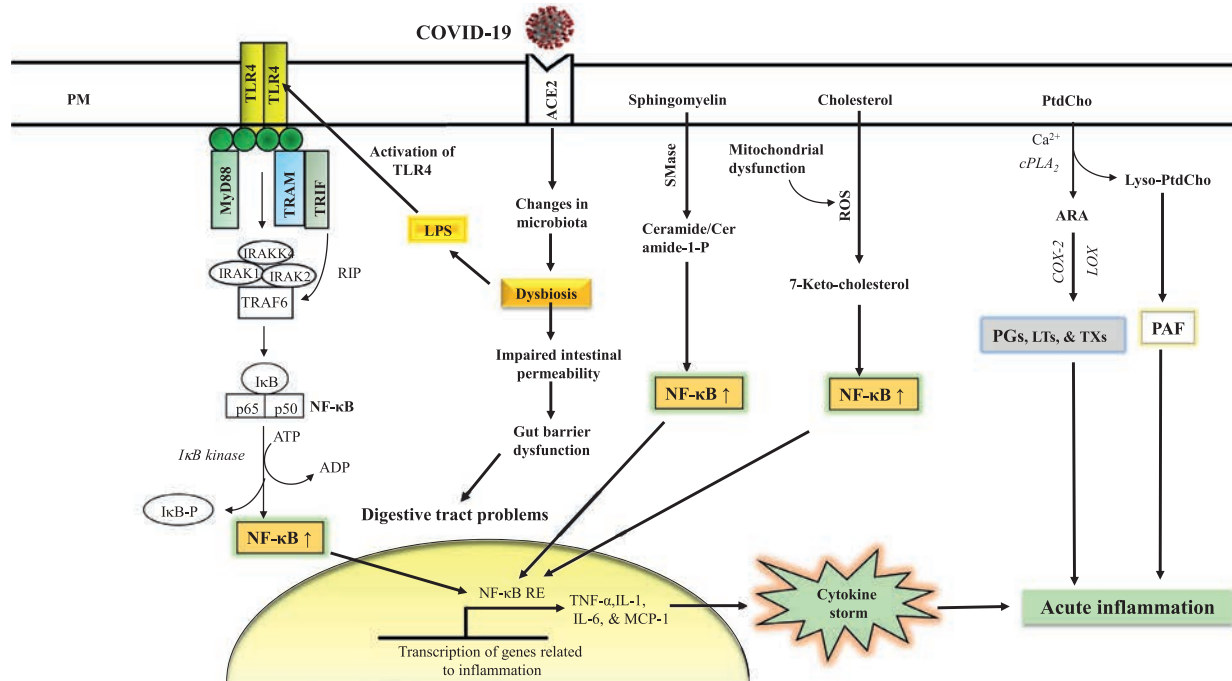 COVID-19
PM
TLR4
TLR4
ACE2
Sphingomyelin
Cholesterol
PtdCho
MyD88
TRAM
TRIF
Activation of
TLR4
LPS
IRAKK4
IRAK1
IRAK2
TRAF6
RIP
IκB
p65
p50
NF-κB
IκB kinase
ATP
ADP
IκB-P
NF-κB ↑
Changes in
microbiota
Dysbiosis
Impaired intestinal
permeability
Gut barrier
dysfunction
Digestive tract problems
SMase
Ceramide/Cer
amide-1-P
NF-κB ↑
Mitochondrial
dysfunction
ROS
7-Keto-cholesterol
NF-κB ↑
Ca²⁺
cPLA₂
Lyso-PtdCho
ARA
COX-2
LOX
PGs, LTs, & TXs
PAF
NF-κB RE
TNF-α,IL-1,
IL-6, & MCP-1
Transcription of genes related
to inflammation
Cytokine
storm
Acute inflammation